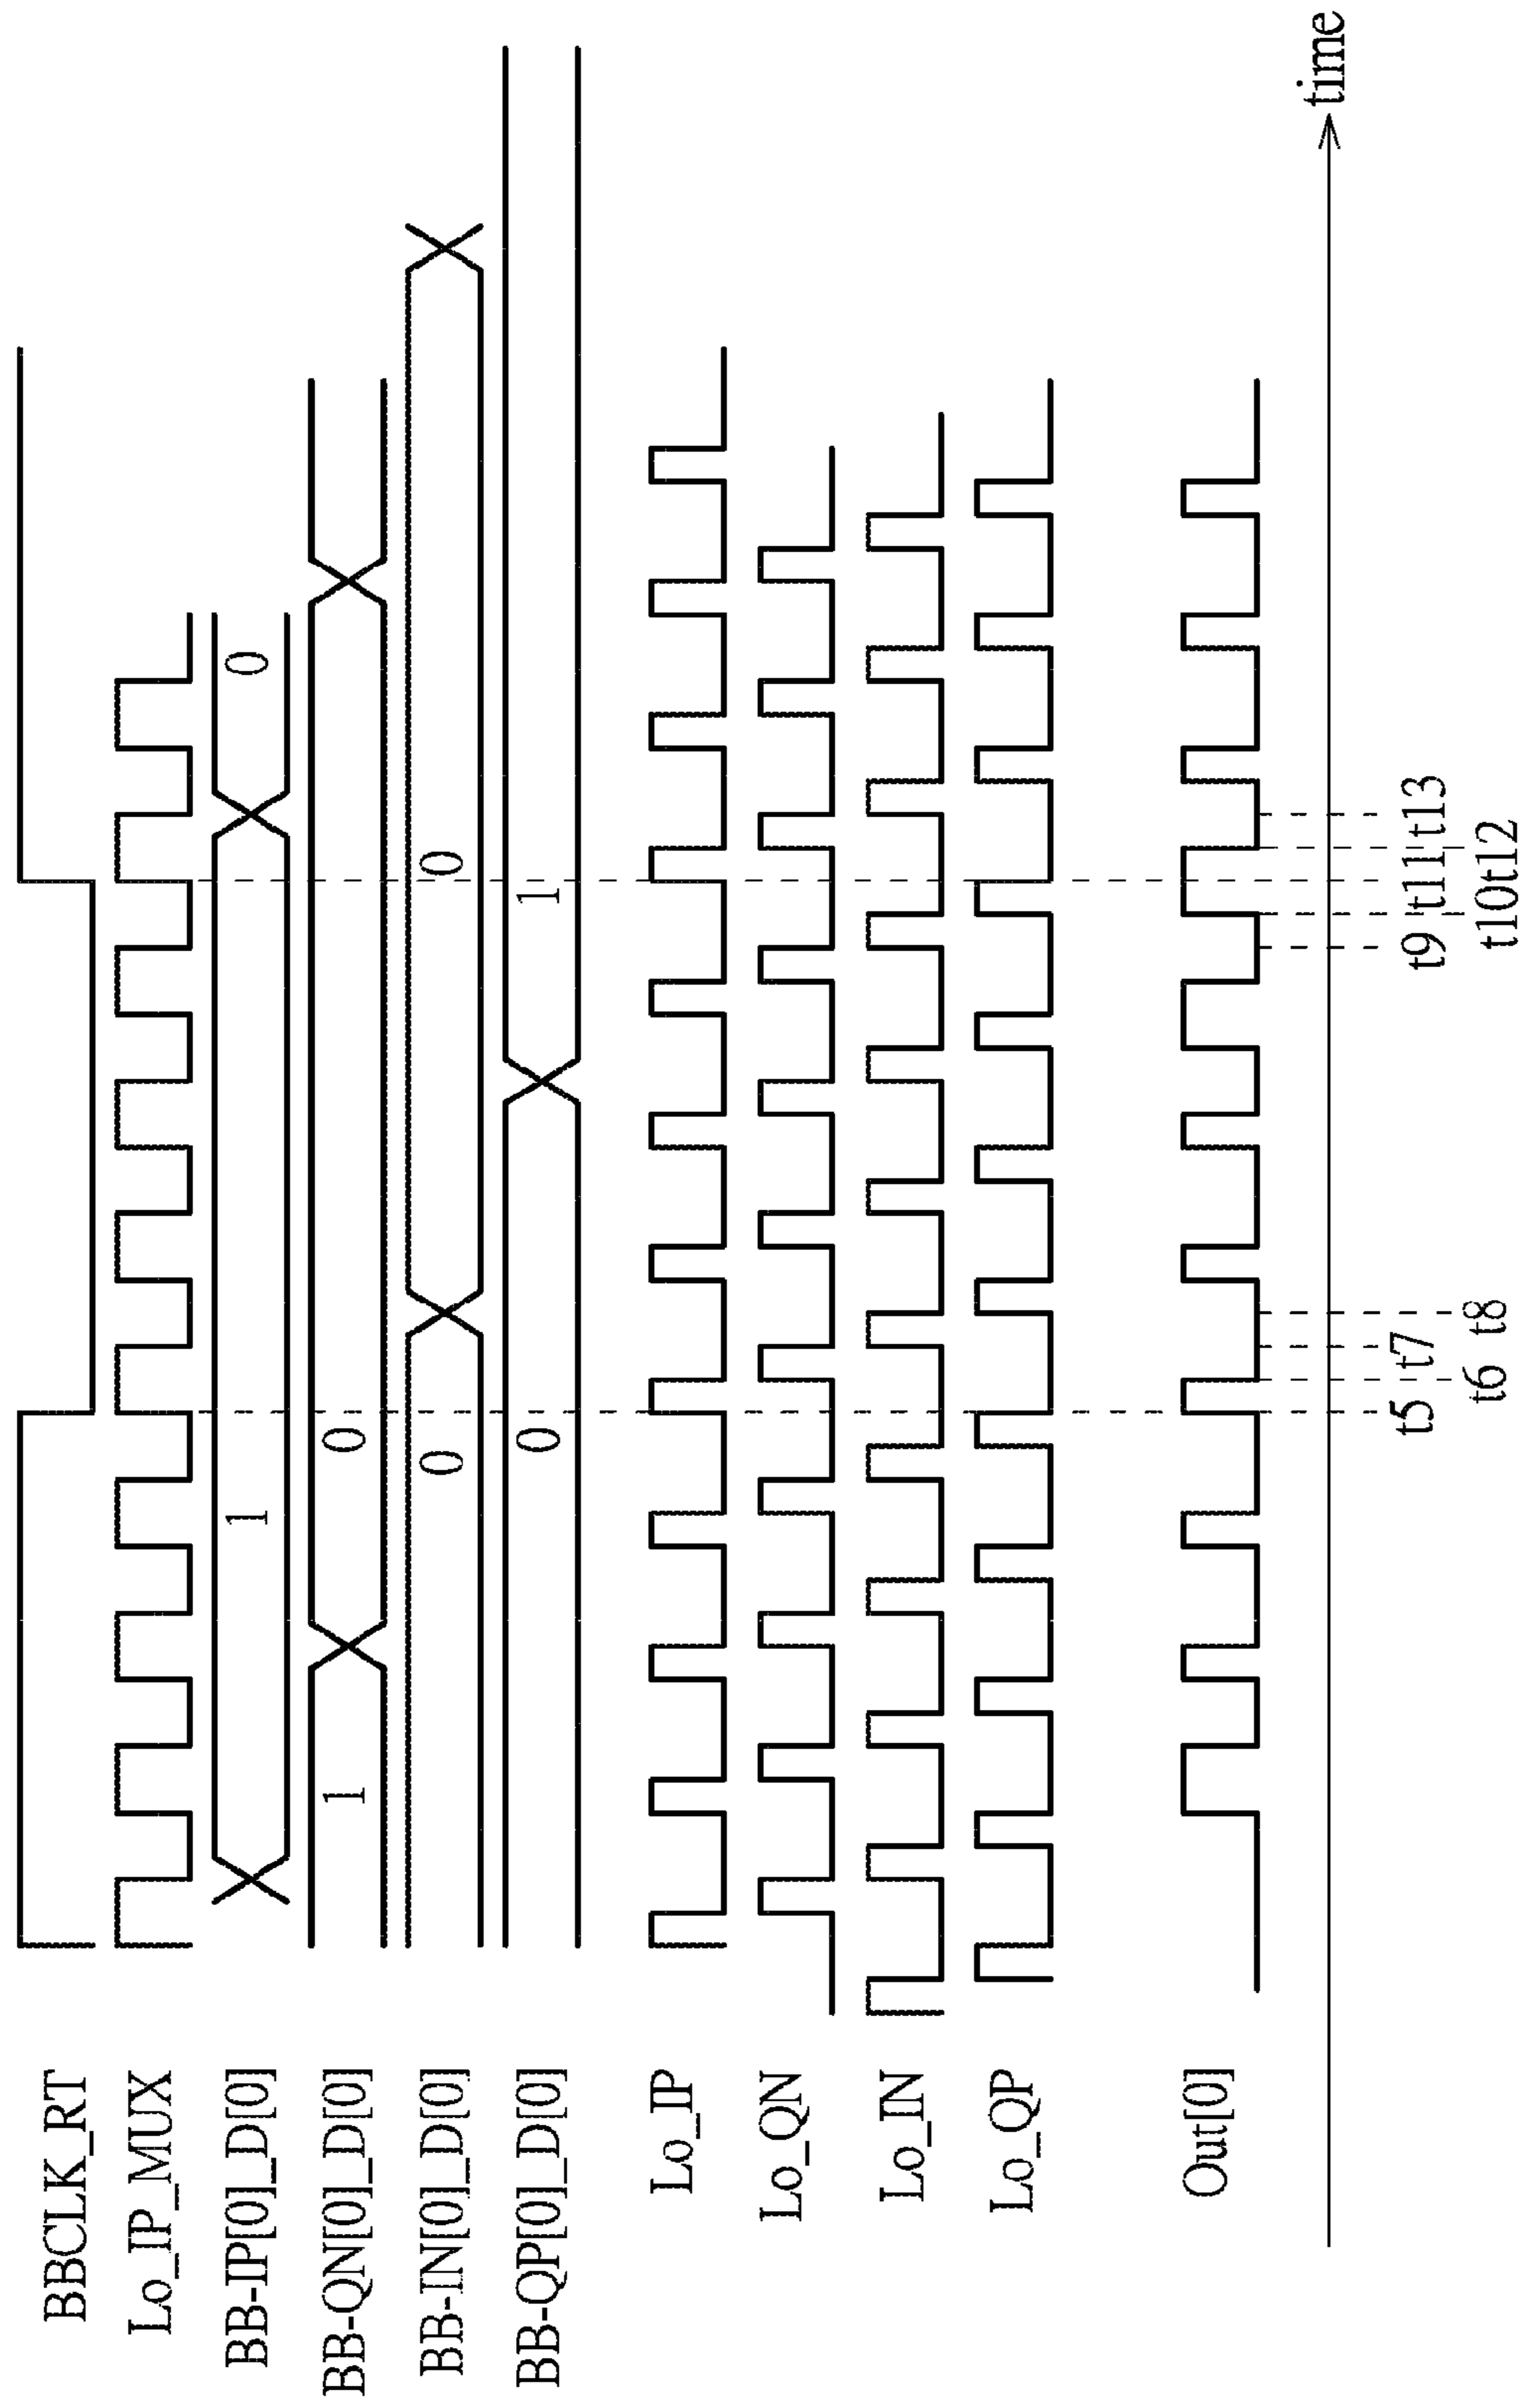 BBCLK_RT
Lo_IP_MUX
BB-IP[0]_D[0]
1
0
BB-QN[0]_D[0]
1
0
BB-IN[0]_D[0]
0
0
BB-QP[0]_D[0]
0
1
Lo_IP
Lo_QN
Lo_IN
Lo_QP
Out[0]
time
t5 t7 t9 t11 t13
t6 t8 t10 t12